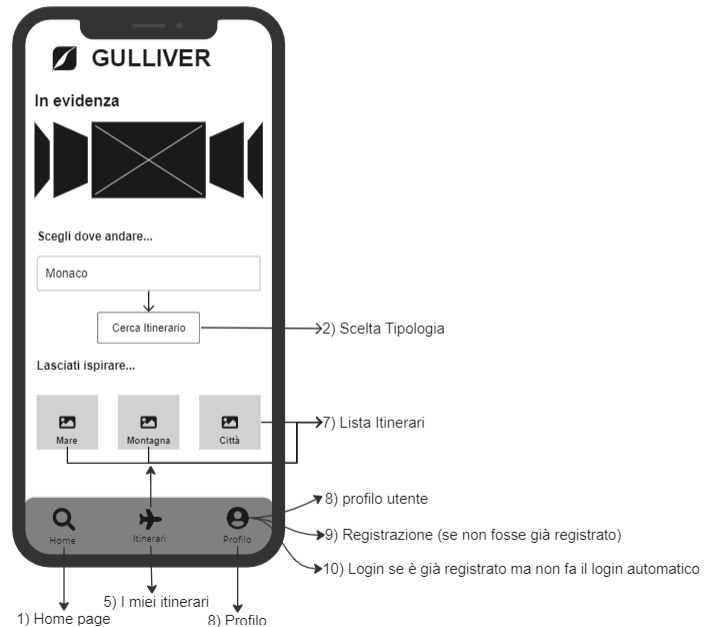 GULLIVER
In evidenza
Scegli dove andare...
Monaco
Cerca Itinerario
2) Scelta Tipologia
Lasciati ispirare...
Mare
Montagna
Città
7) Lista Itinerari
8) profilo utente
9) Registrazione (se non fosse già registrato)
10) Login se è già registrato ma non fa il login automatico
Home
Itinerari
Profilo
1) Home page
5) I miei itinerari
8) Profilo